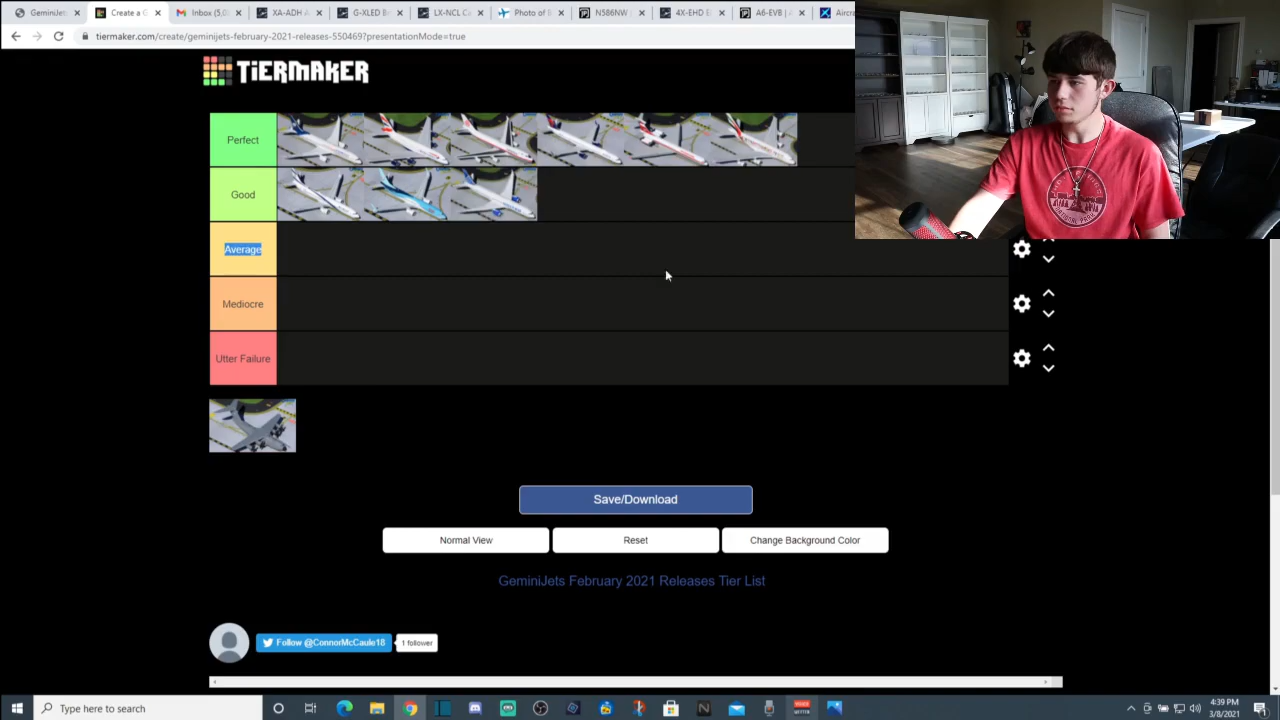 GeminiJets
Create a G
Inbox (5,0
XA-ADH A
G-XLED B
LX-NCL C
Photo of B
N586NW (
4X-EHD B
A6-EVB | A
Aircra
tiermaker.com/create/geminijets-february-2021-releases-550469?presentationMode=true
TiERMAKER
Perfect
Good
Average
Mediocre
Utter Failure
Save/Download
Normal View
Reset
Change Background Color
GeminiJets February 2021 Releases Tier List
Follow @ConnorMcCaule18
1 follower
Type here to search
4:39 PM
3/8/2021